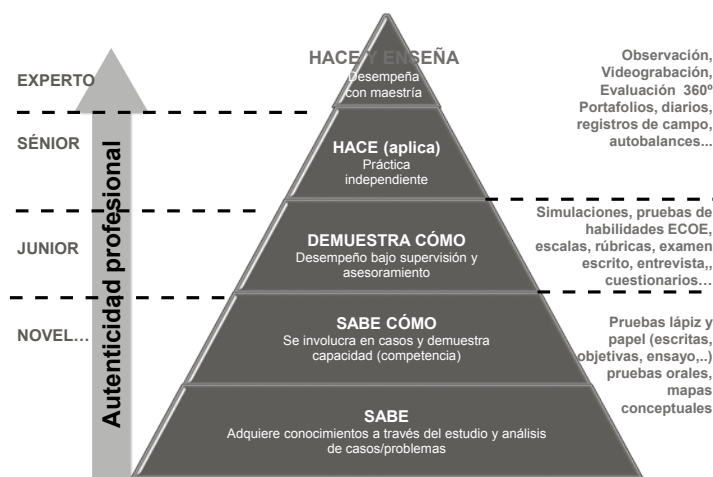 HACE Y ENSEÑA
Desempeña
con maestría
HACE (aplica)
Práctica
independiente
DEMUESTRA CÓMO
Desempeño bajo supervisión y
asesoramiento
SABE CÓMO
Se involucra en casos y demuestra
capacidad (competencia)
SABE
Adquiere conocimientos a través del estudio y análisis
de casos/problemas
EXPERTO
SÉNIOR
JUNIOR
NOVEL…
Autenticidad profesional
Observación,
Videograbación,
Evaluación 360º
Portafolios, diarios,
registros de campo,
autobalances...
Simulaciones, pruebas de
habilidades ECOE,
escalas, rúbricas, examen
escrito, entrevista,,
cuestionarios…
Pruebas lápiz y
papel (escritas,
objetivas, ensayo,..)
pruebas orales,
mapas
conceptuales